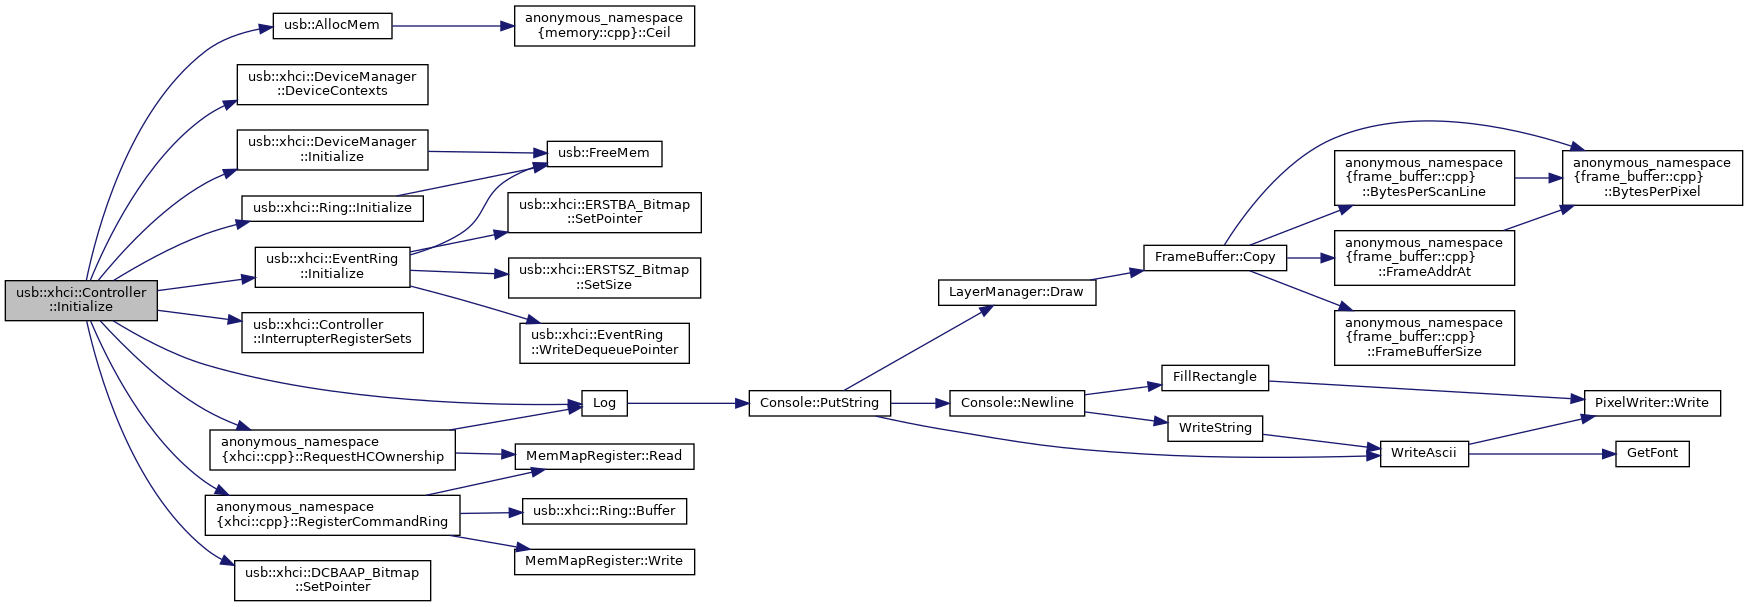 usb::xhci::Controller
::Initialize
usb::AllocMem
anonymous_namespace
{memory::cpp}::Ceil
usb::xhci::DeviceManager
::DeviceContexts
usb::xhci::DeviceManager
::Initialize
usb::FreeMem
usb::xhci::Ring::Initialize
usb::xhci::EventRing
::Initialize
usb::xhci::ERSTBA_Bitmap
::SetPointer
usb::xhci::ERSTSZ_Bitmap
::SetSize
usb::xhci::EventRing
::WriteDequeuePointer
usb::xhci::Controller
::InterrupterRegisterSets
Log
anonymous_namespace
{xhci::cpp}::RequestHCOwnership
MemMapRegister::Read
anonymous_namespace
{xhci::cpp}::RegisterCommandRing
usb::xhci::Ring::Buffer
MemMapRegister::Write
usb::xhci::DCBAAP_Bitmap
::SetPointer
Console::PutString
LayerManager::Draw
Console::Newline
FrameBuffer::Copy
anonymous_namespace
{frame_buffer::cpp}
::BytesPerScanLine
anonymous_namespace
{frame_buffer::cpp}
::BytesPerPixel
anonymous_namespace
{frame_buffer::cpp}
::FrameAddrAt
anonymous_namespace
{frame_buffer::cpp}
::FrameBufferSize
FillRectangle
WriteString
WriteAscii
PixelWriter::Write
GetFont